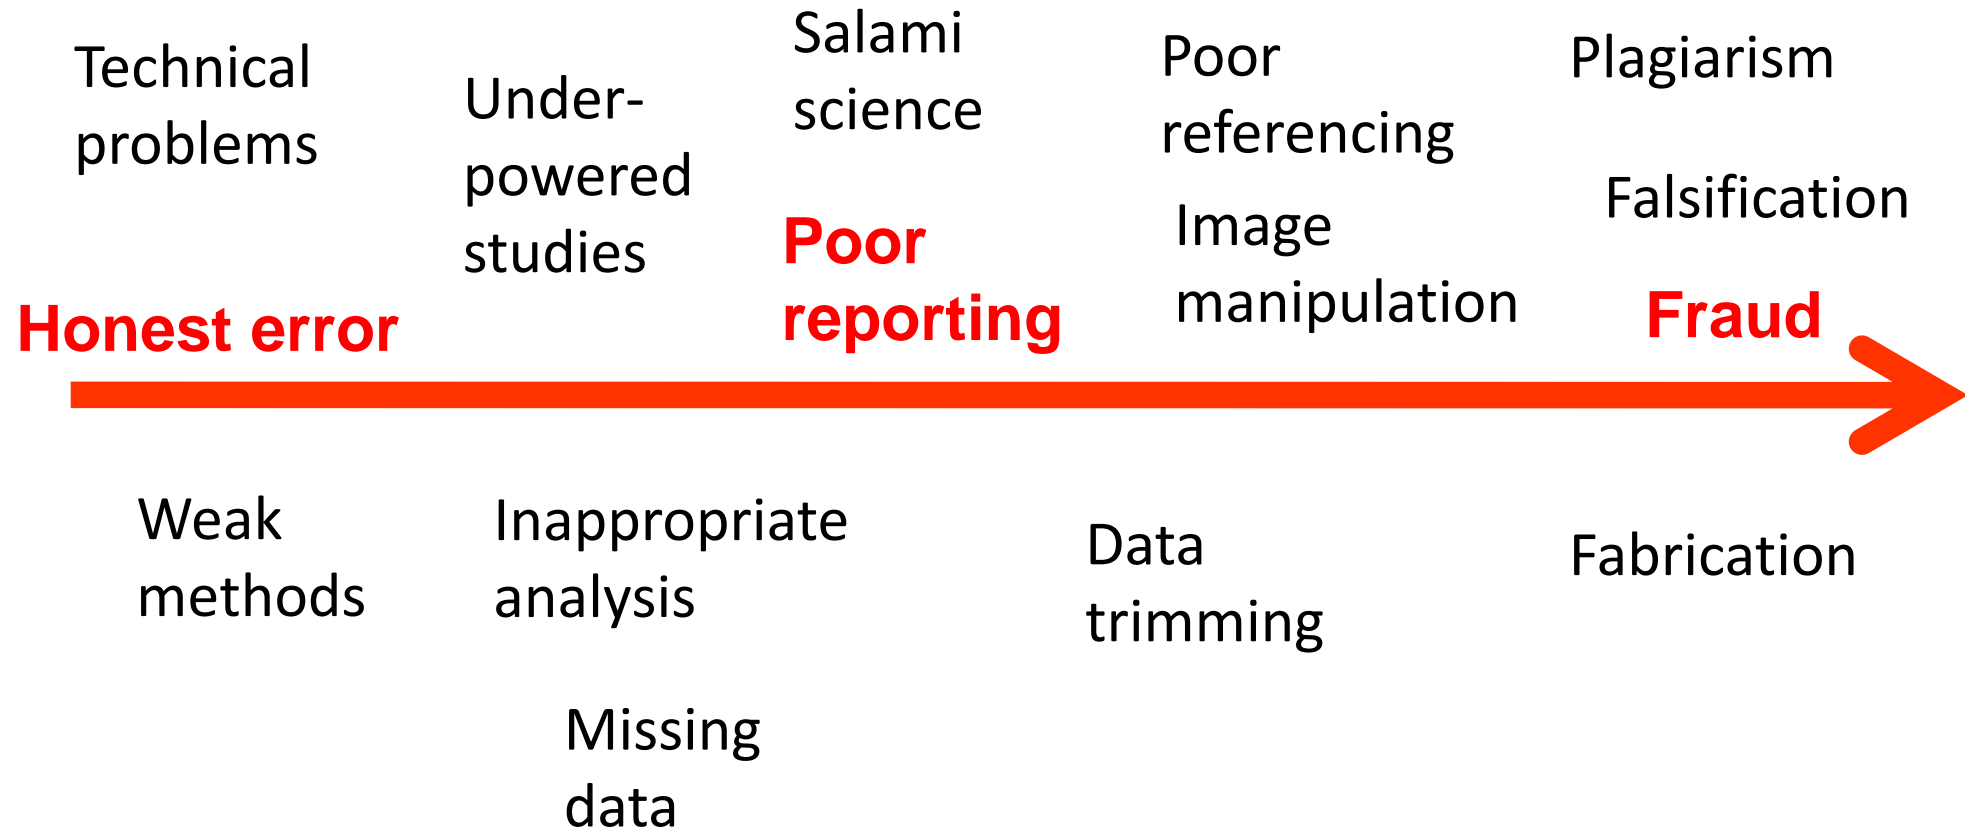 Technical
problems
Under-
powered
studies
Salami
science
Poor
referencing
Plagiarism
Falsification
Image
manipulation
Honest error
Poor
reporting
Fraud
Weak
methods
Inappropriate
analysis
Missing
data
Data
trimming
Fabrication